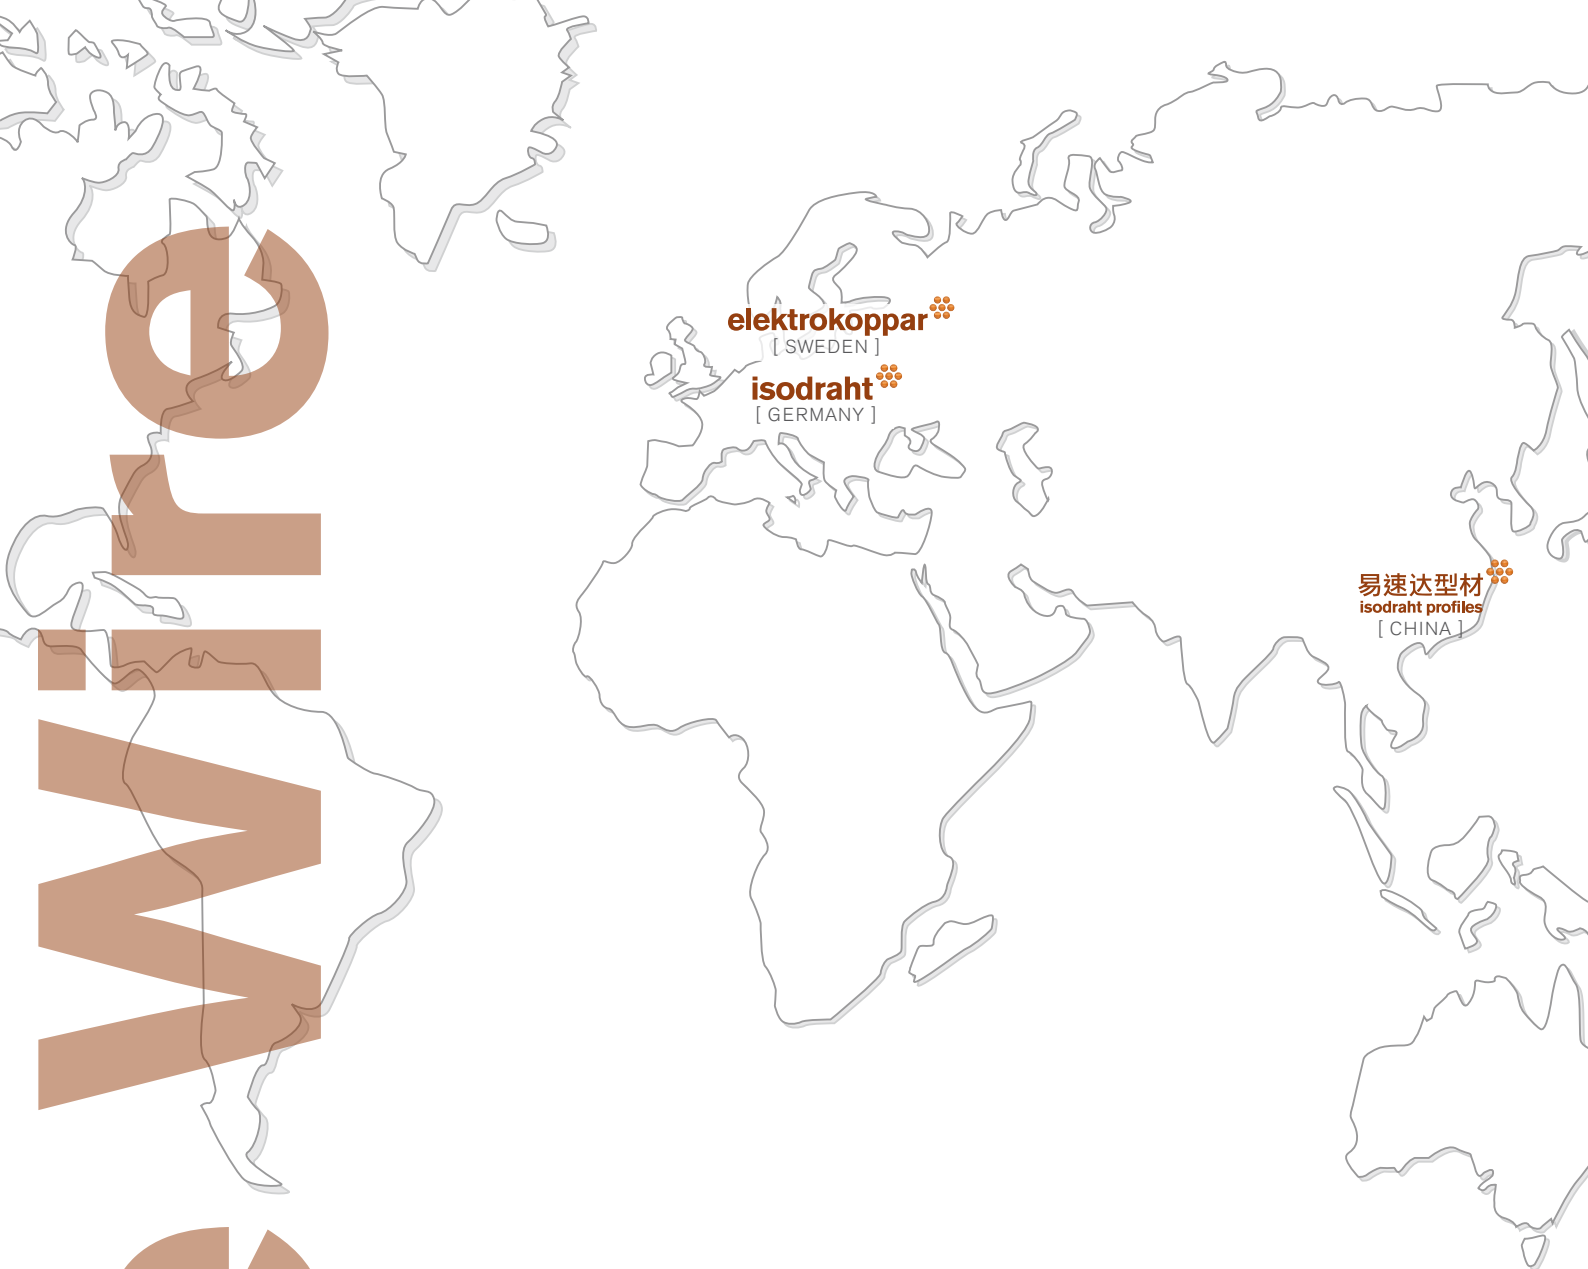 Wire
elektrokoppar
[ SWEDEN ]
isodraht
[ GERMANY ]
易速达型材
isodraht profiles
[ CHINA ]